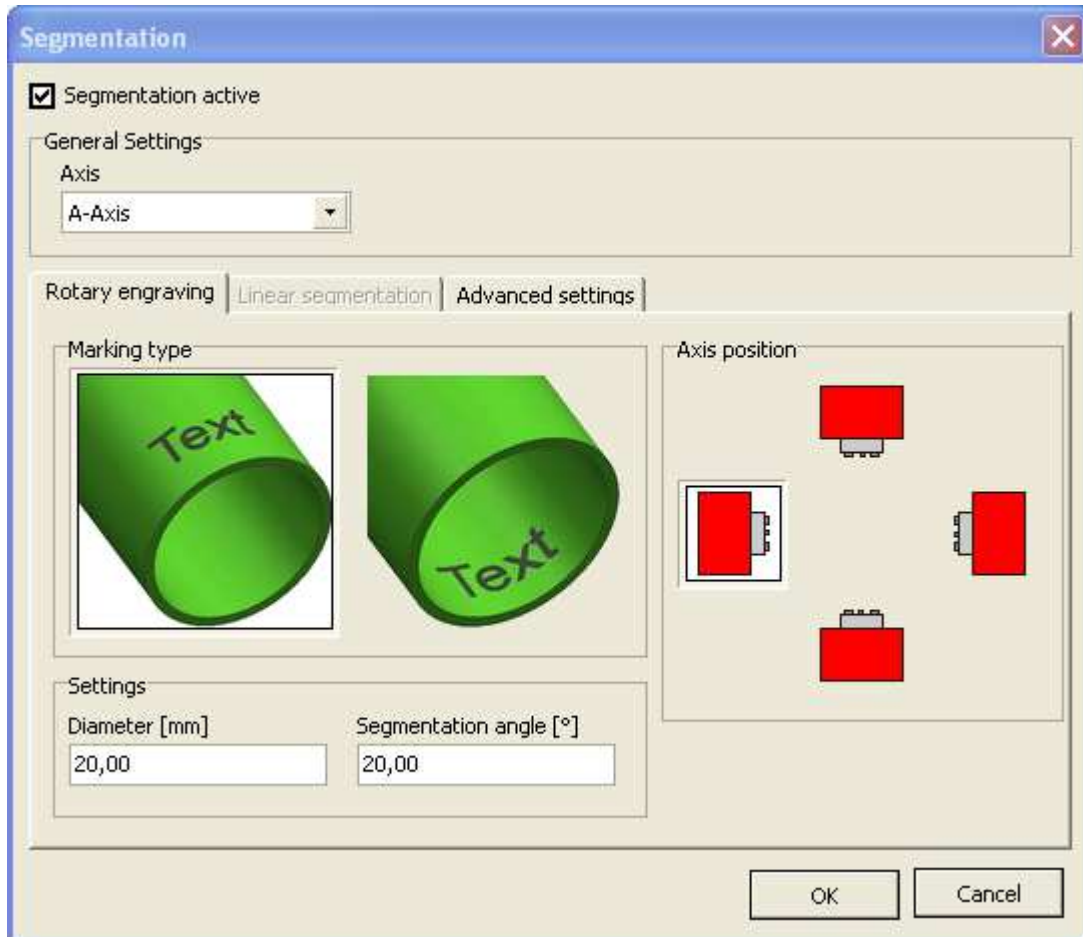 Segmentation
Segmentation active
General Settings
Axis
A-Axis
Rotary engraving Linear segmentation Advanced settings
Marking type
Text
Text
Axis position
Settings
Diameter [mm] Segmentation angle [°]
20,00 20,00
OK Cancel